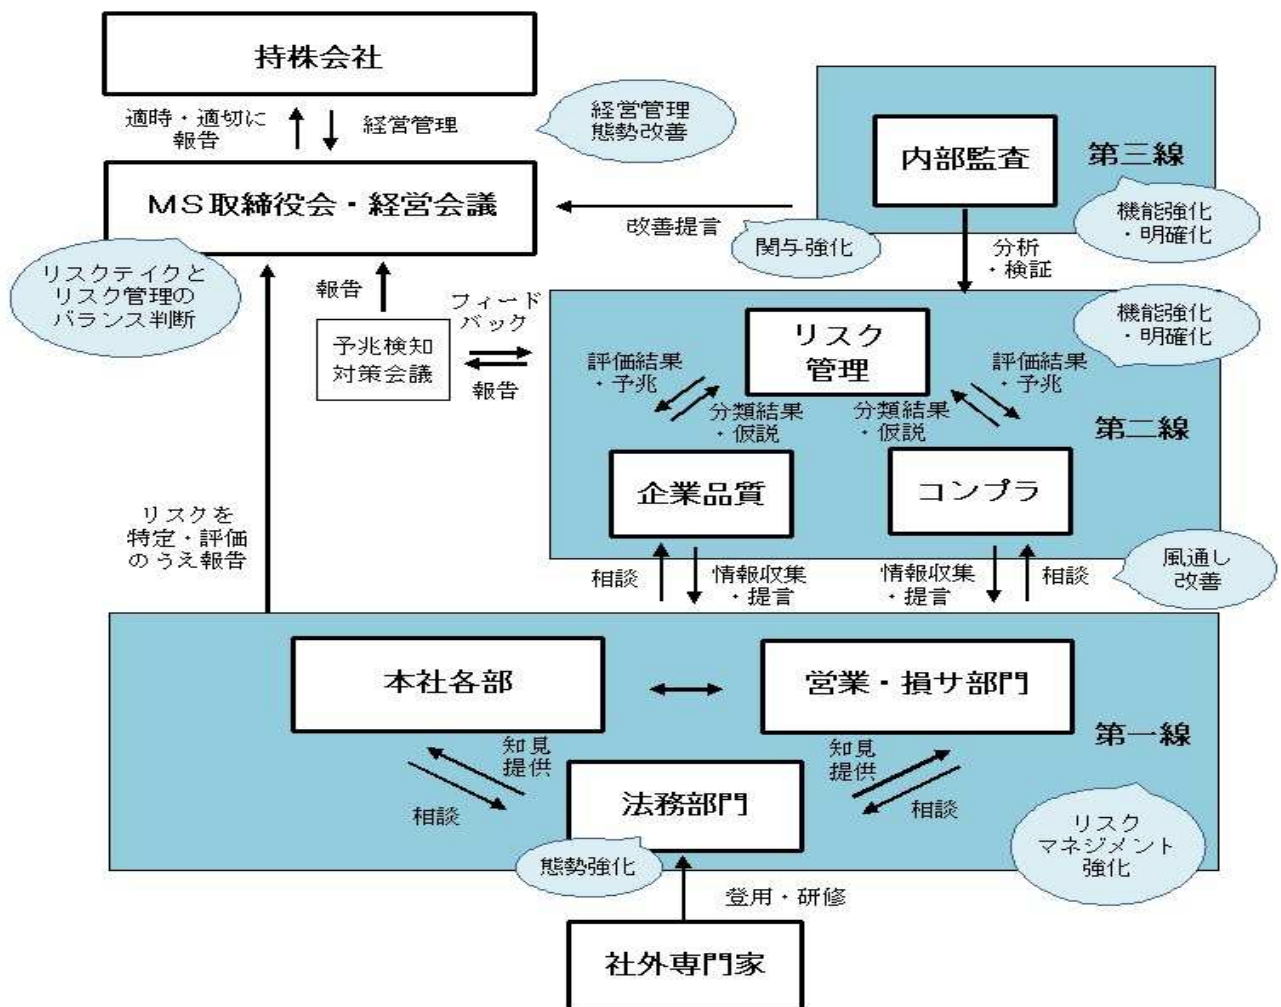 持株会社
適時・適切に
報告
経営管理
経営管理
態勢改善
MS取締役会・経営会議
リスクテイクと
リスク管理の
バランス判断
改善提言
関与強化
内部監査
第三線
機能強化
・明確化
分析
・検証
報告
フィード
バック
予兆検知
対策会議
報告
リスク
管理
機能強化
・明確化
評価結果
・予兆
分類結果
・仮説
評価結果
・予兆
分類結果
・仮説
第二線
企業品質
コンプラ
リスクを
特定・評価
のうえ報告
相談
情報収集
・提言
情報収集
・提言
相談
風通し
改善
本社各部
営業・損サ部門
第一線
知見
提供
相談
知見
提供
相談
法務部門
態勢強化
リスク
マネジメント
強化
登用・研修
社外専門家